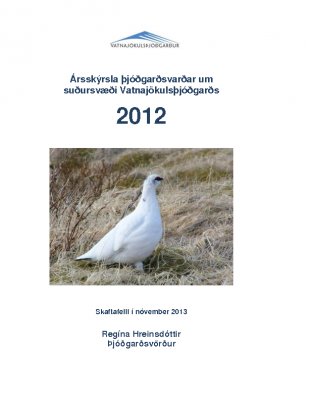 VATNAJÖKULSÞJÓÐGARÐUR
Ársskýrsla þjóðgarðsvarðar um
suðursvæði Vatnajökulsþjóðgarðs
2012
Skaftafelli í nóvember 2013
Regína Hreinsdóttir
Þjóðgarðsvörður